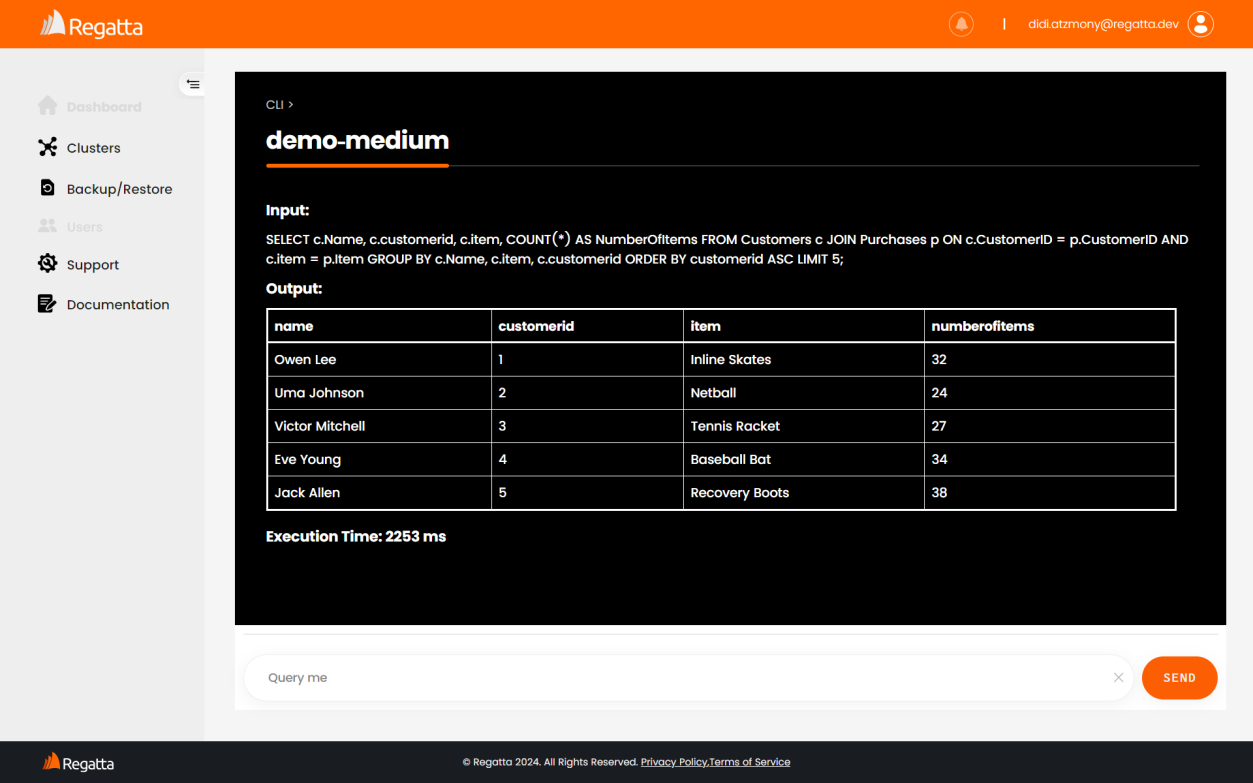 Regatta
|
didi.atzmony@regatta.dev
Dashboard
Clusters
Backup/Restore
Users
Support
Documentation
CLI >
demo-medium
Input:
SELECT c.Name, c.customerid, c.item, COUNT(*) AS NumberOfItems FROM Customers c JOIN Purchases p ON c.CustomerID = p.CustomerID AND
c.item = p.Item GROUP BY c.Name, c.item, c.customerid ORDER BY customerid ASC LIMIT 5;
Output:
name customerid item numberofitems
Owen Lee 1 Inline Skates 32
Uma Johnson 2 Netball 24
Victor Mitchell 3 Tennis Racket 27
Eve Young 4 Baseball Bat 34
Jack Allen 5 Recovery Boots 38
Execution Time: 2253 ms
Query me
SEND
Regatta
© Regatta 2024. All Rights Reserved. Privacy Policy,Terms of Service